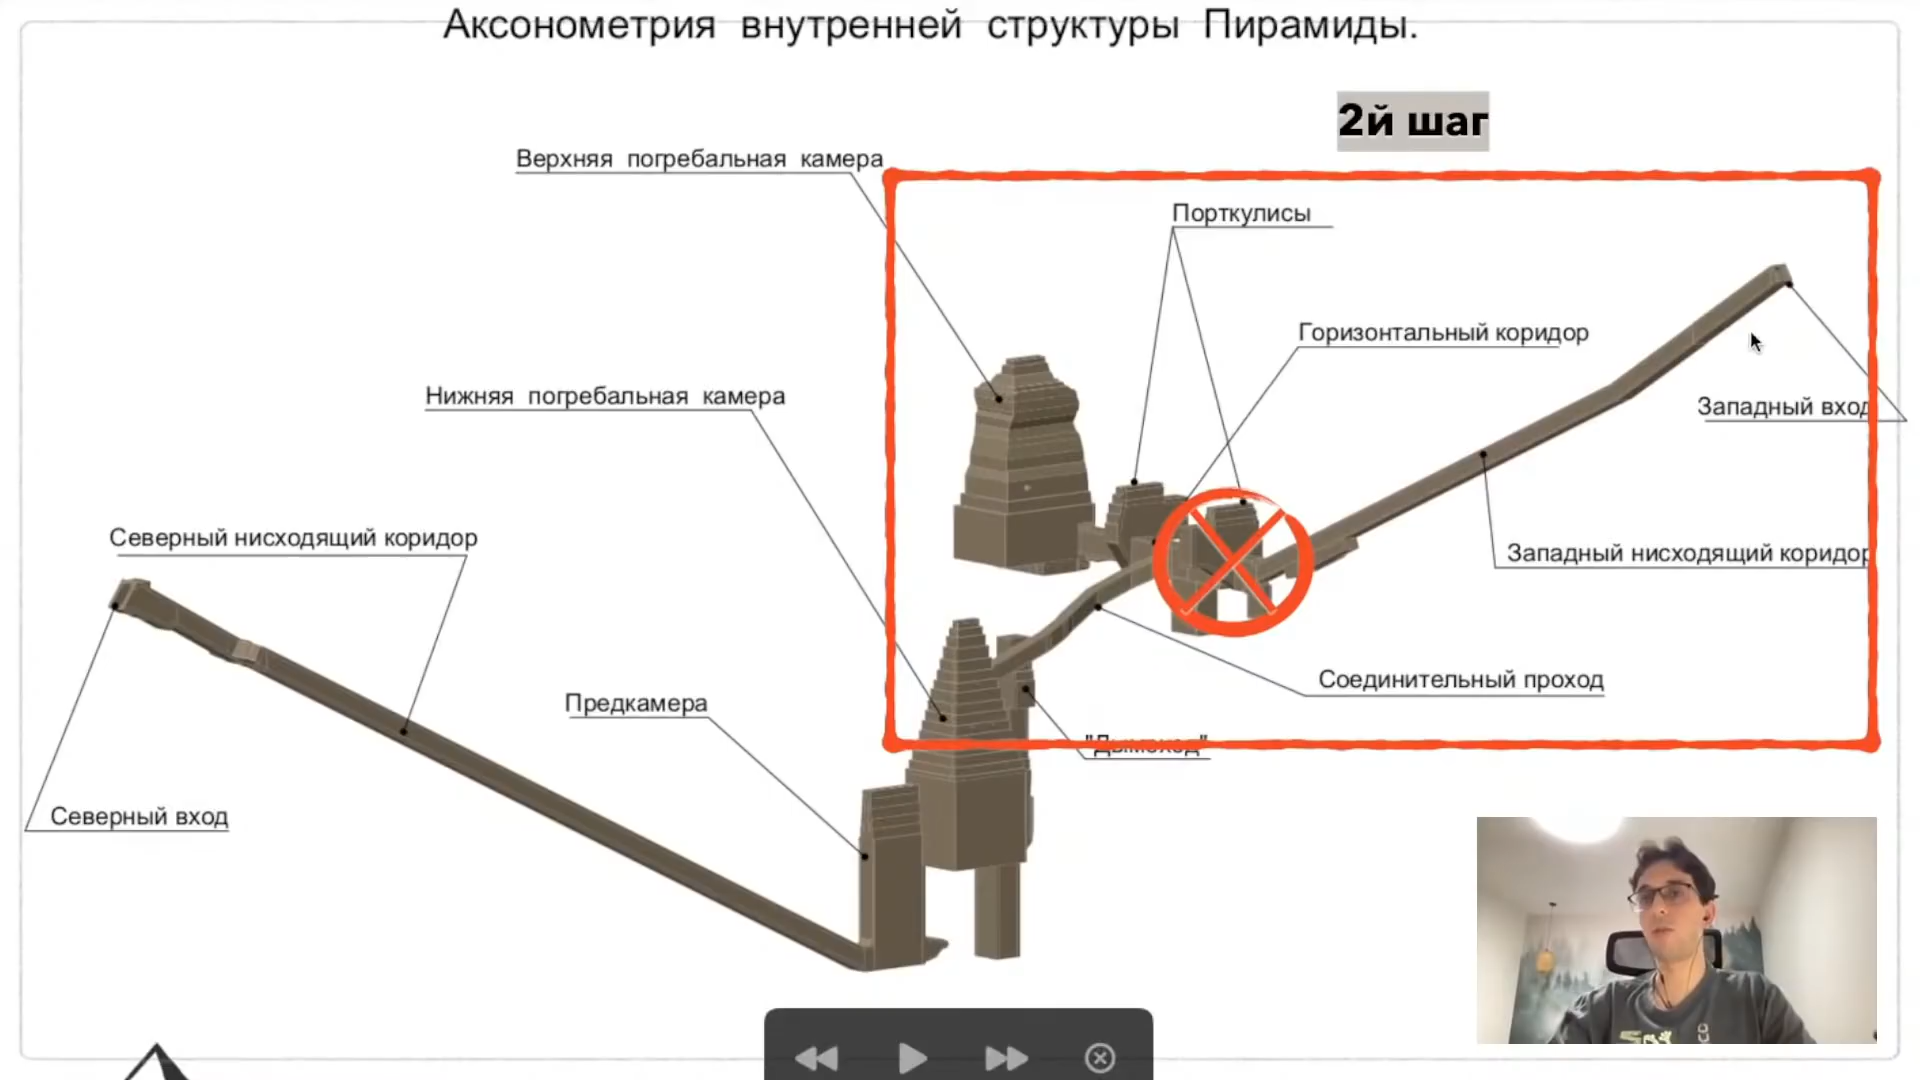 Аксонометрия внутренней структуры Пирамиды.
2й шаг
Верхняя погребальная камера
Порткулисы
Горизонтальный коридор
Нижняя погребальная камера
Западный вход
Северный нисходящий коридор
Западный нисходящий коридор
Соединительный проход
Предкамера
"Дымоход"
Северный вход